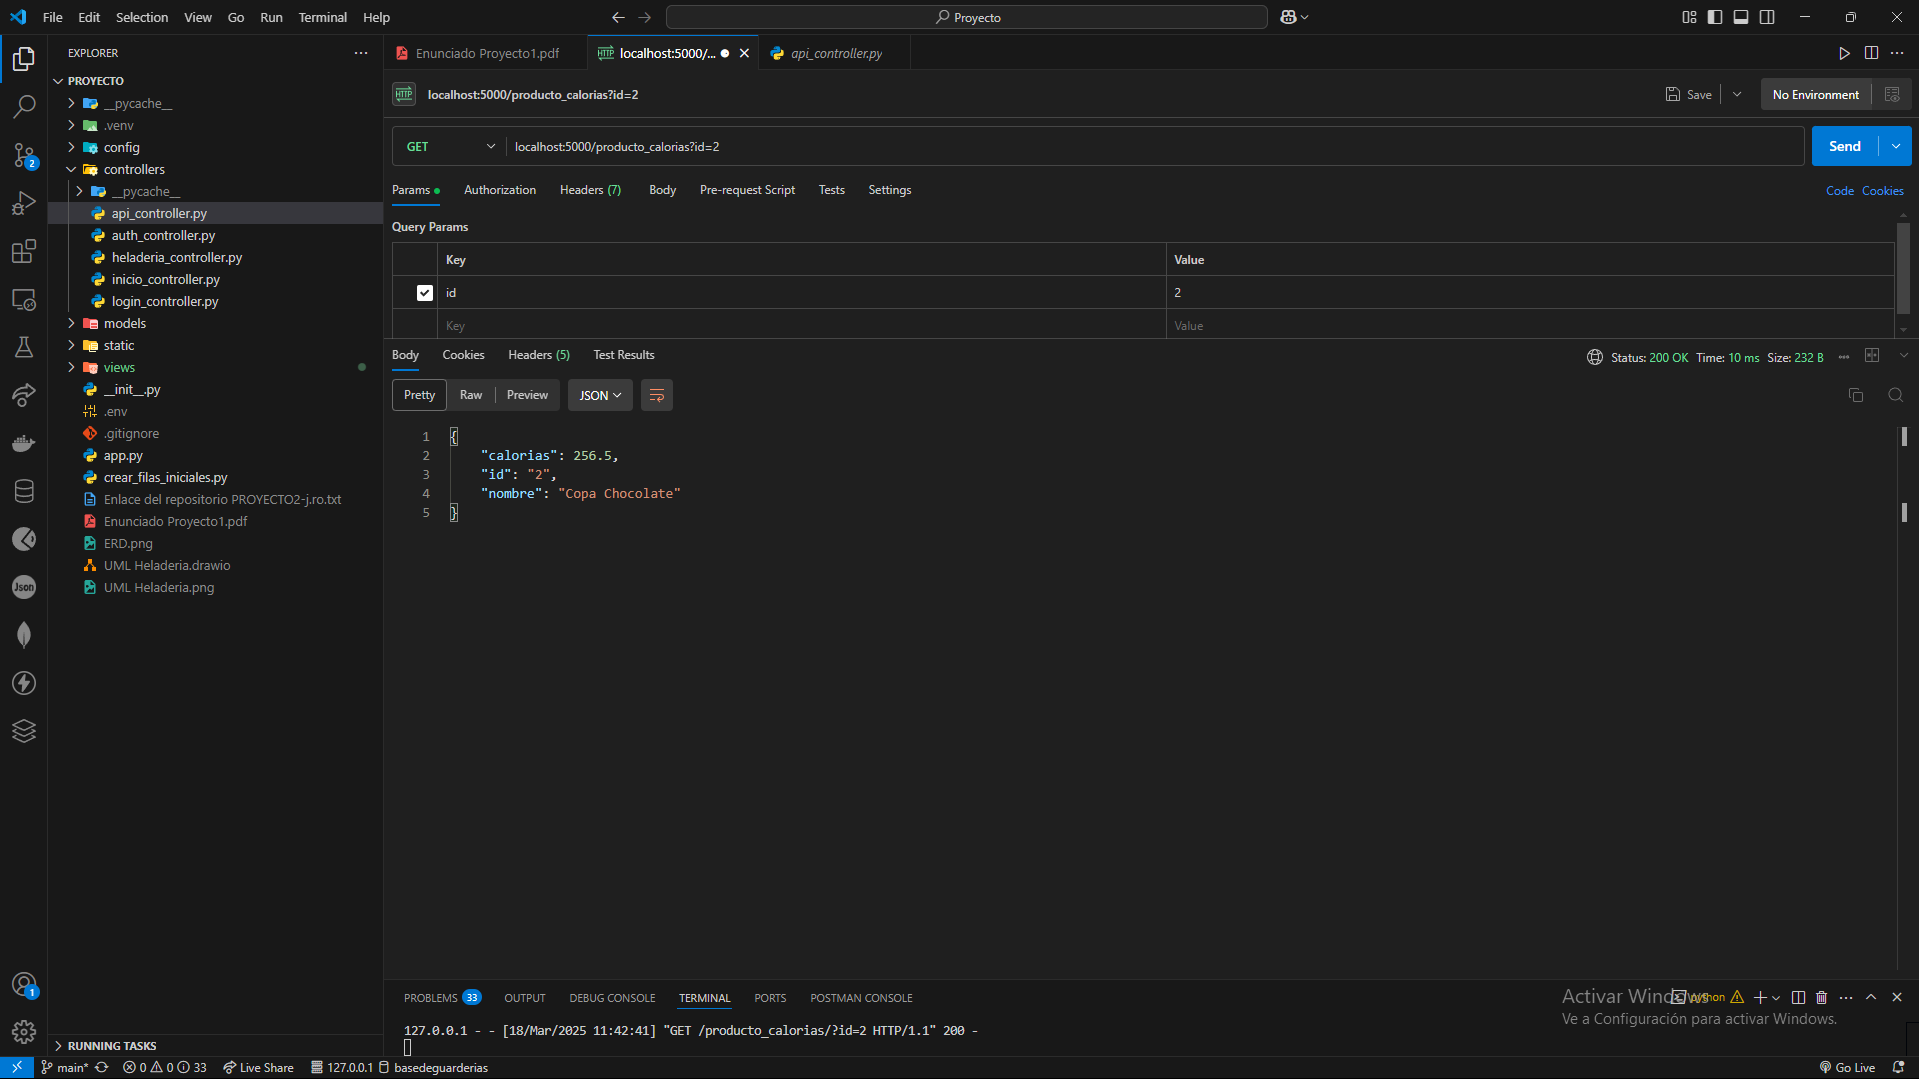 File Edit Selection View Go Run Terminal Help
Proyecto
EXPLORER
PROYECTO
__pycache__
.venv
config
controllers
__pycache__
api_controller.py
auth_controller.py
heladeria_controller.py
inicio_controller.py
login_controller.py
models
static
views
__init__.py
.env
.gitignore
app.py
crear_filas_iniciales.py
Enlace del repositorio PROYECTO2-j.ro.txt
Enunciado Proyecto1.pdf
ERD.png
UML Heladeria.drawio
UML Heladeria.png
RUNNING TASKS
2
Json
1
Enunciado Proyecto1.pdf
HTTP localhost:5000/...
api_controller.py
HTTP localhost:5000/producto_calorias?id=2
Save
No Environment
GET localhost:5000/producto_calorias?id=2
Send
Params Authorization Headers (7) Body Pre-request Script Tests Settings
Code Cookies
Query Params
Key Value
id 2
Key Value
Body Cookies Headers (5) Test Results
Status: 200 OK Time: 10 ms Size: 232 B
Pretty Raw Preview JSON
1 {
2 "calorias": 256.5,
3 "id": "2",
4 "nombre": "Copa Chocolate"
5 }
PROBLEMS 33 OUTPUT DEBUG CONSOLE TERMINAL PORTS POSTMAN CONSOLE
python
Activar Windows
Ve a Configuración para activar Windows.
127.0.0.1 - - [18/Mar/2025 11:42:41] "GET /producto_calorias/?id=2 HTTP/1.1" 200 -
main* 0 0 33 Live Share 127.0.0.1 basedeguarderias
Go Live